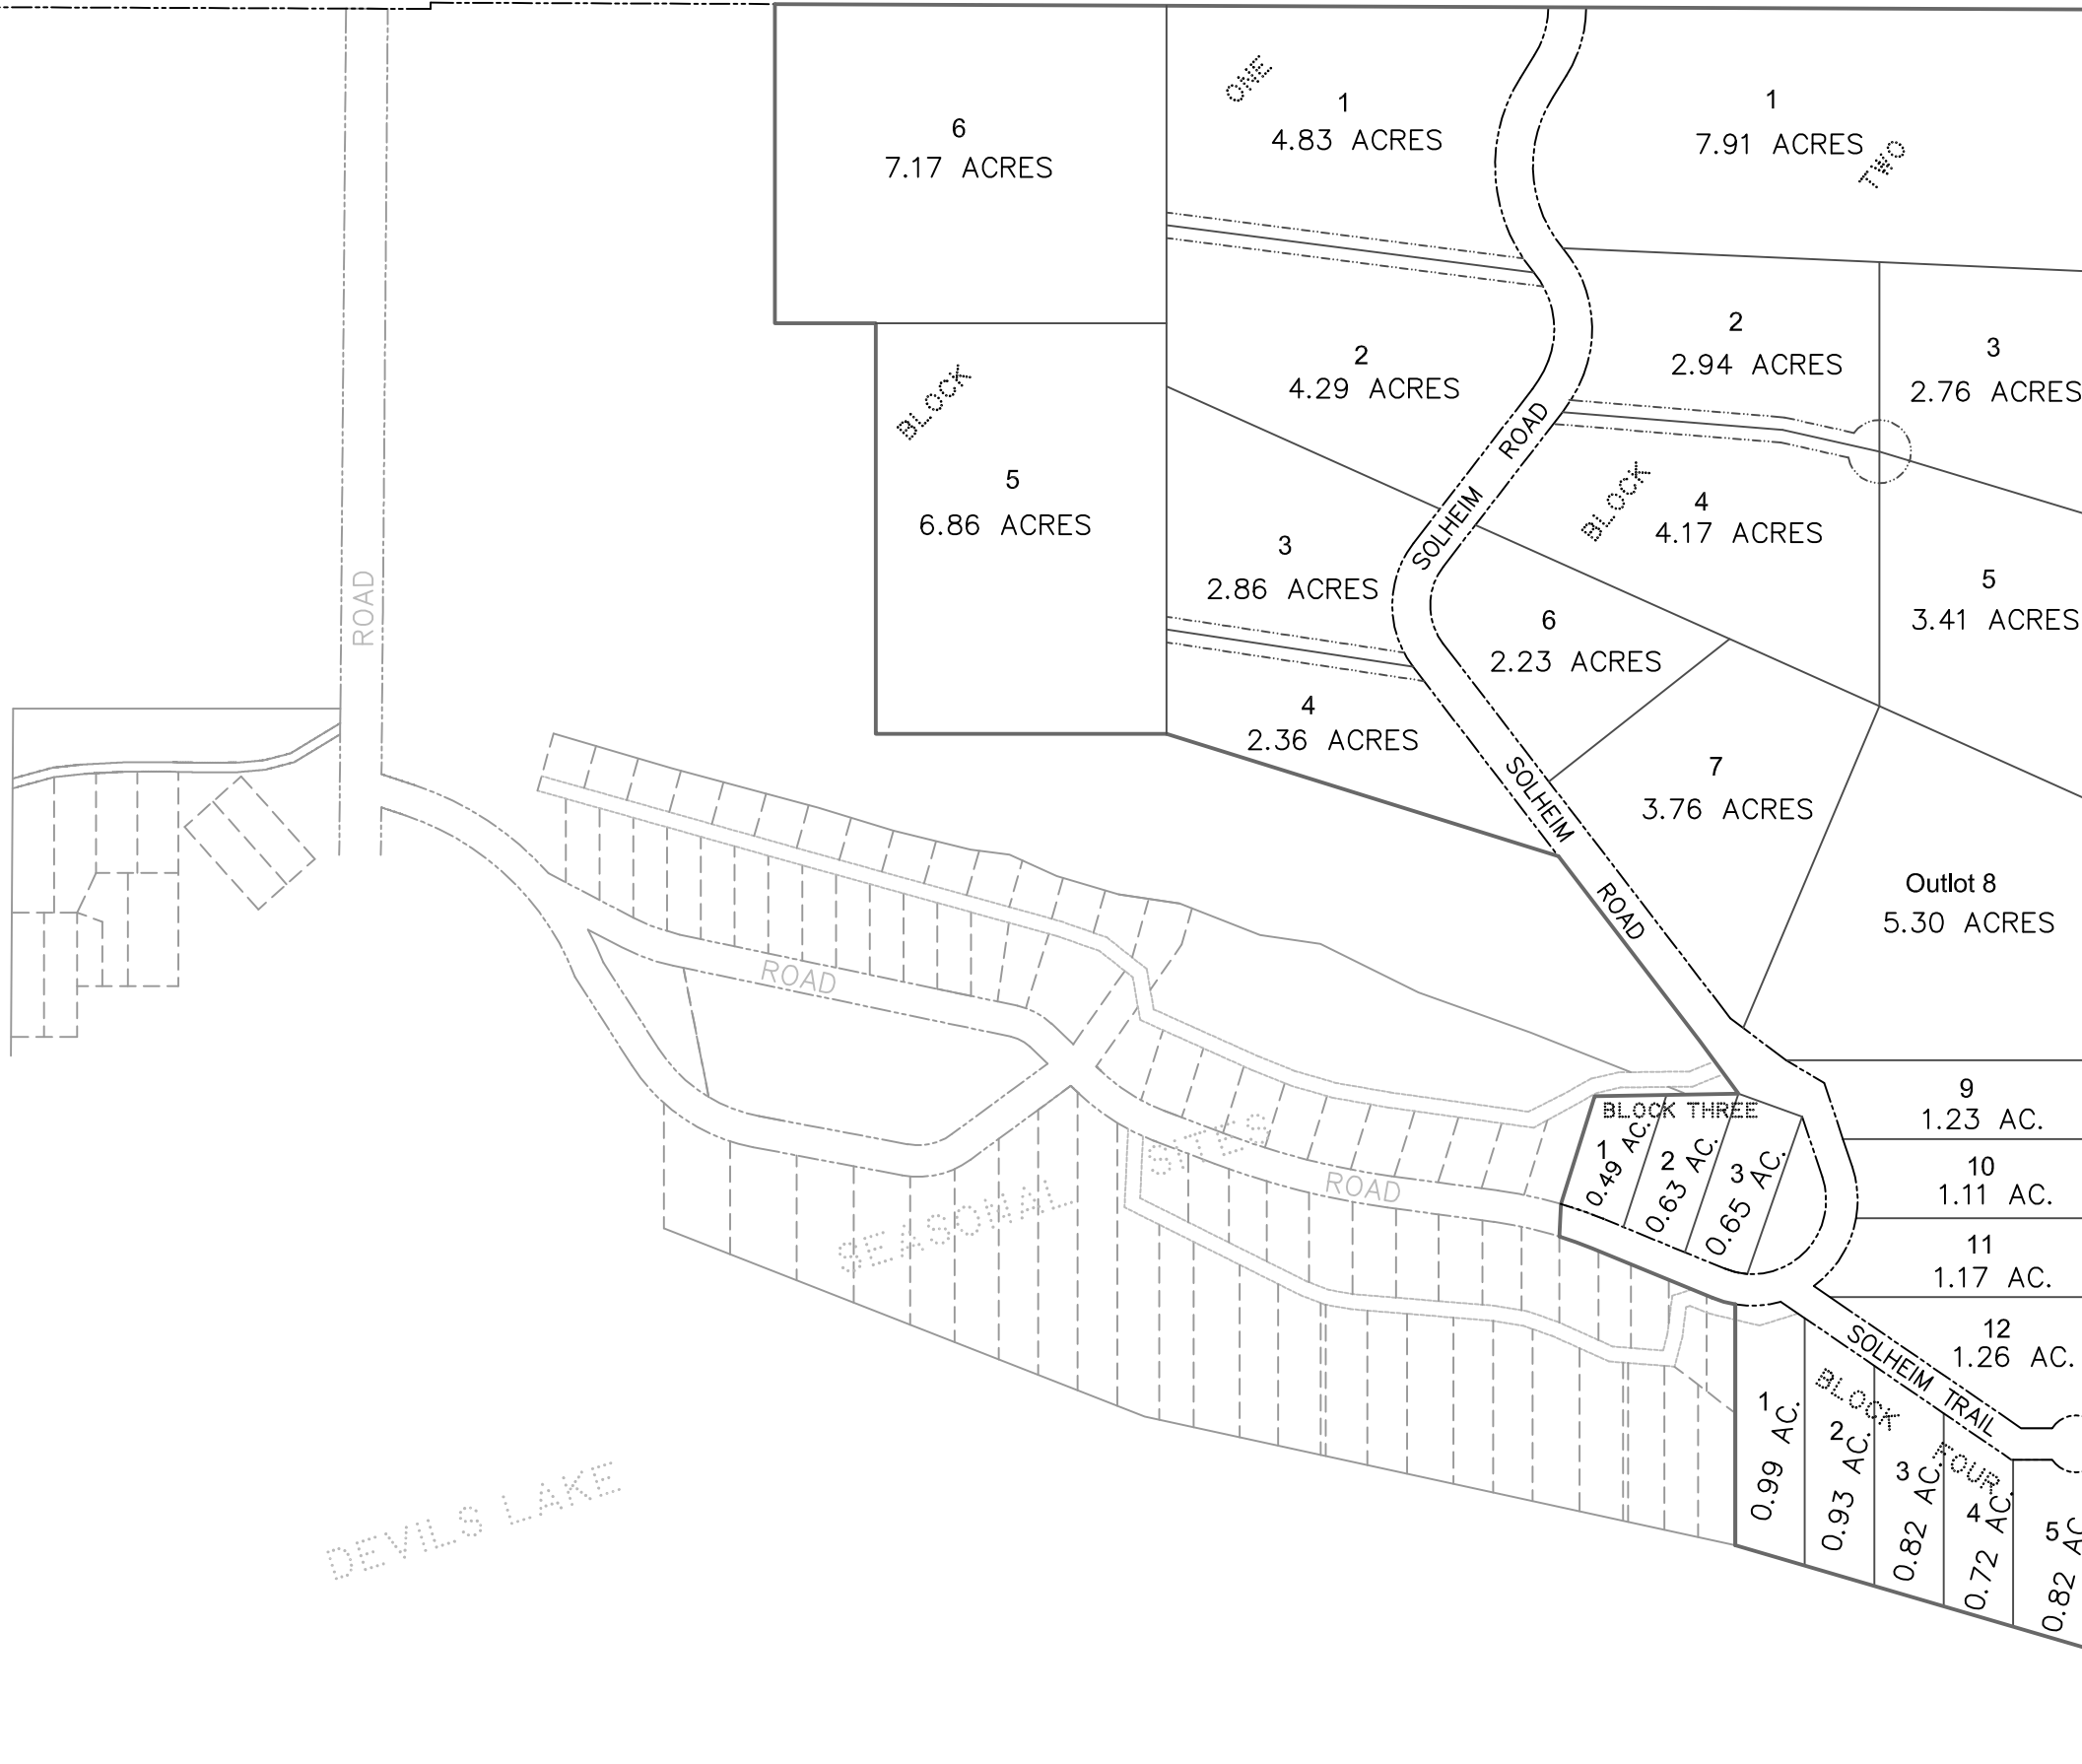 ONE
1
4.83 ACRES
1
7.91 ACRES
TWO
6
7.17 ACRES
2
4.29 ACRES
2
2.94 ACRES
3
2.76 ACRES
BLOCK
ROAD
5
6.86 ACRES
SOLHEIM
BLOCK
4
4.17 ACRES
3
2.86 ACRES
ROAD
6
2.23 ACRES
5
3.41 ACRES
4
2.36 ACRES
SOLHEIM
7
3.76 ACRES
ROAD
Outlot 8
5.30 ACRES
ROAD
BLOCK THREE
1
0.49 AC.
2
0.63 AC.
3
0.65 AC.
9
1.23 AC.
10
1.11 AC.
11
1.17 AC.
12
1.26 AC.
SEASONAL SITES
ROAD
SOLHEIM TRAIL
BLOCK FOUR
1
0.99 AC.
2
0.93 AC.
3
0.82 AC.
4
0.72 AC.
5
0.82 AC
DEVILS LAKE